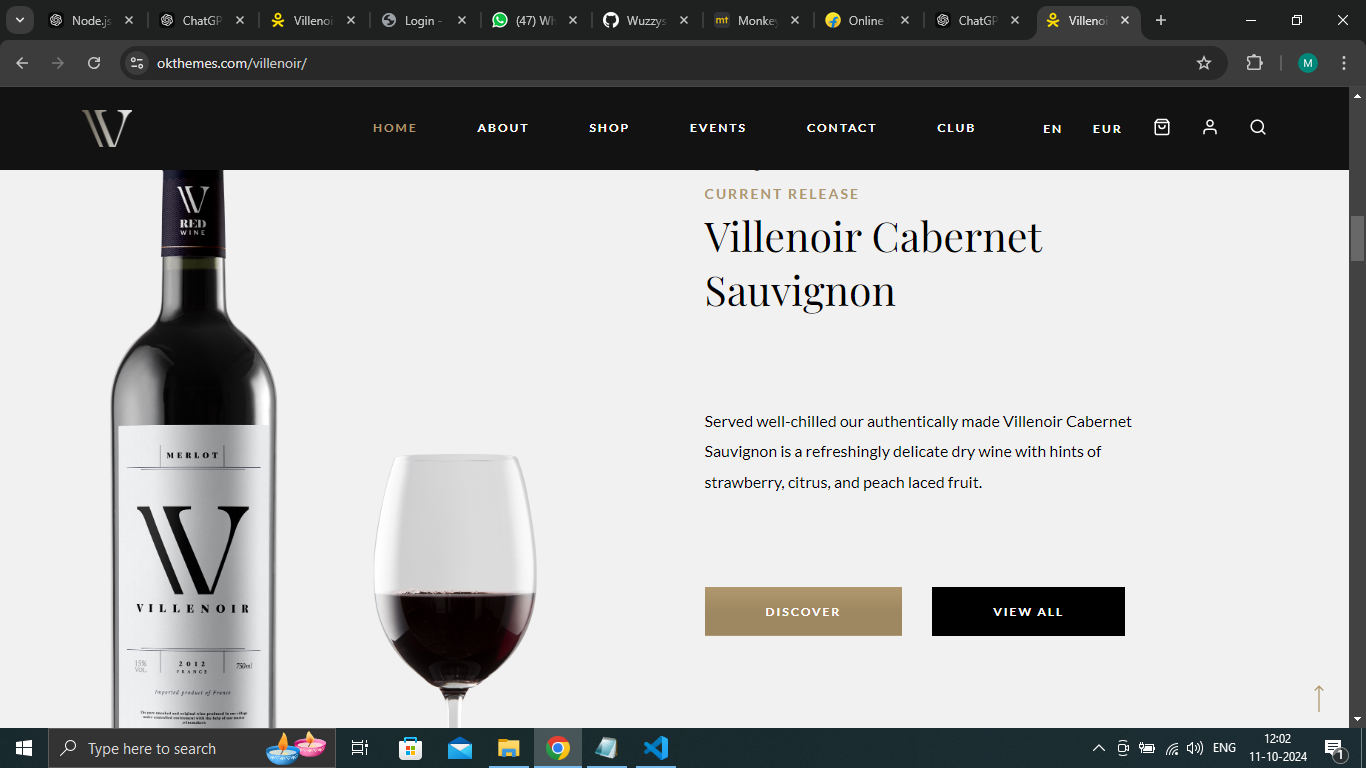 Node.js
ChatGP
Villenoi
Login -
(47) Wh
Wuzzys
mt Monkey
Online
ChatGP
Villenoi
okthemes.com/villenoir/
M
HOME ABOUT SHOP EVENTS CONTACT CLUB EN EUR
CURRENT RELEASE
Villenoir Cabernet
Sauvignon
Served well-chilled our authentically made Villenoir Cabernet
Sauvignon is a refreshingly delicate dry wine with hints of
strawberry, citrus, and peach laced fruit.
DISCOVER VIEW ALL
W
RED
WINE
MERLOT
W
VILLENOIR
15%
VOL.
2012
FRANCE
750ml
Imported product of France
Type here to search
ENG
12:02
11-10-2024
1